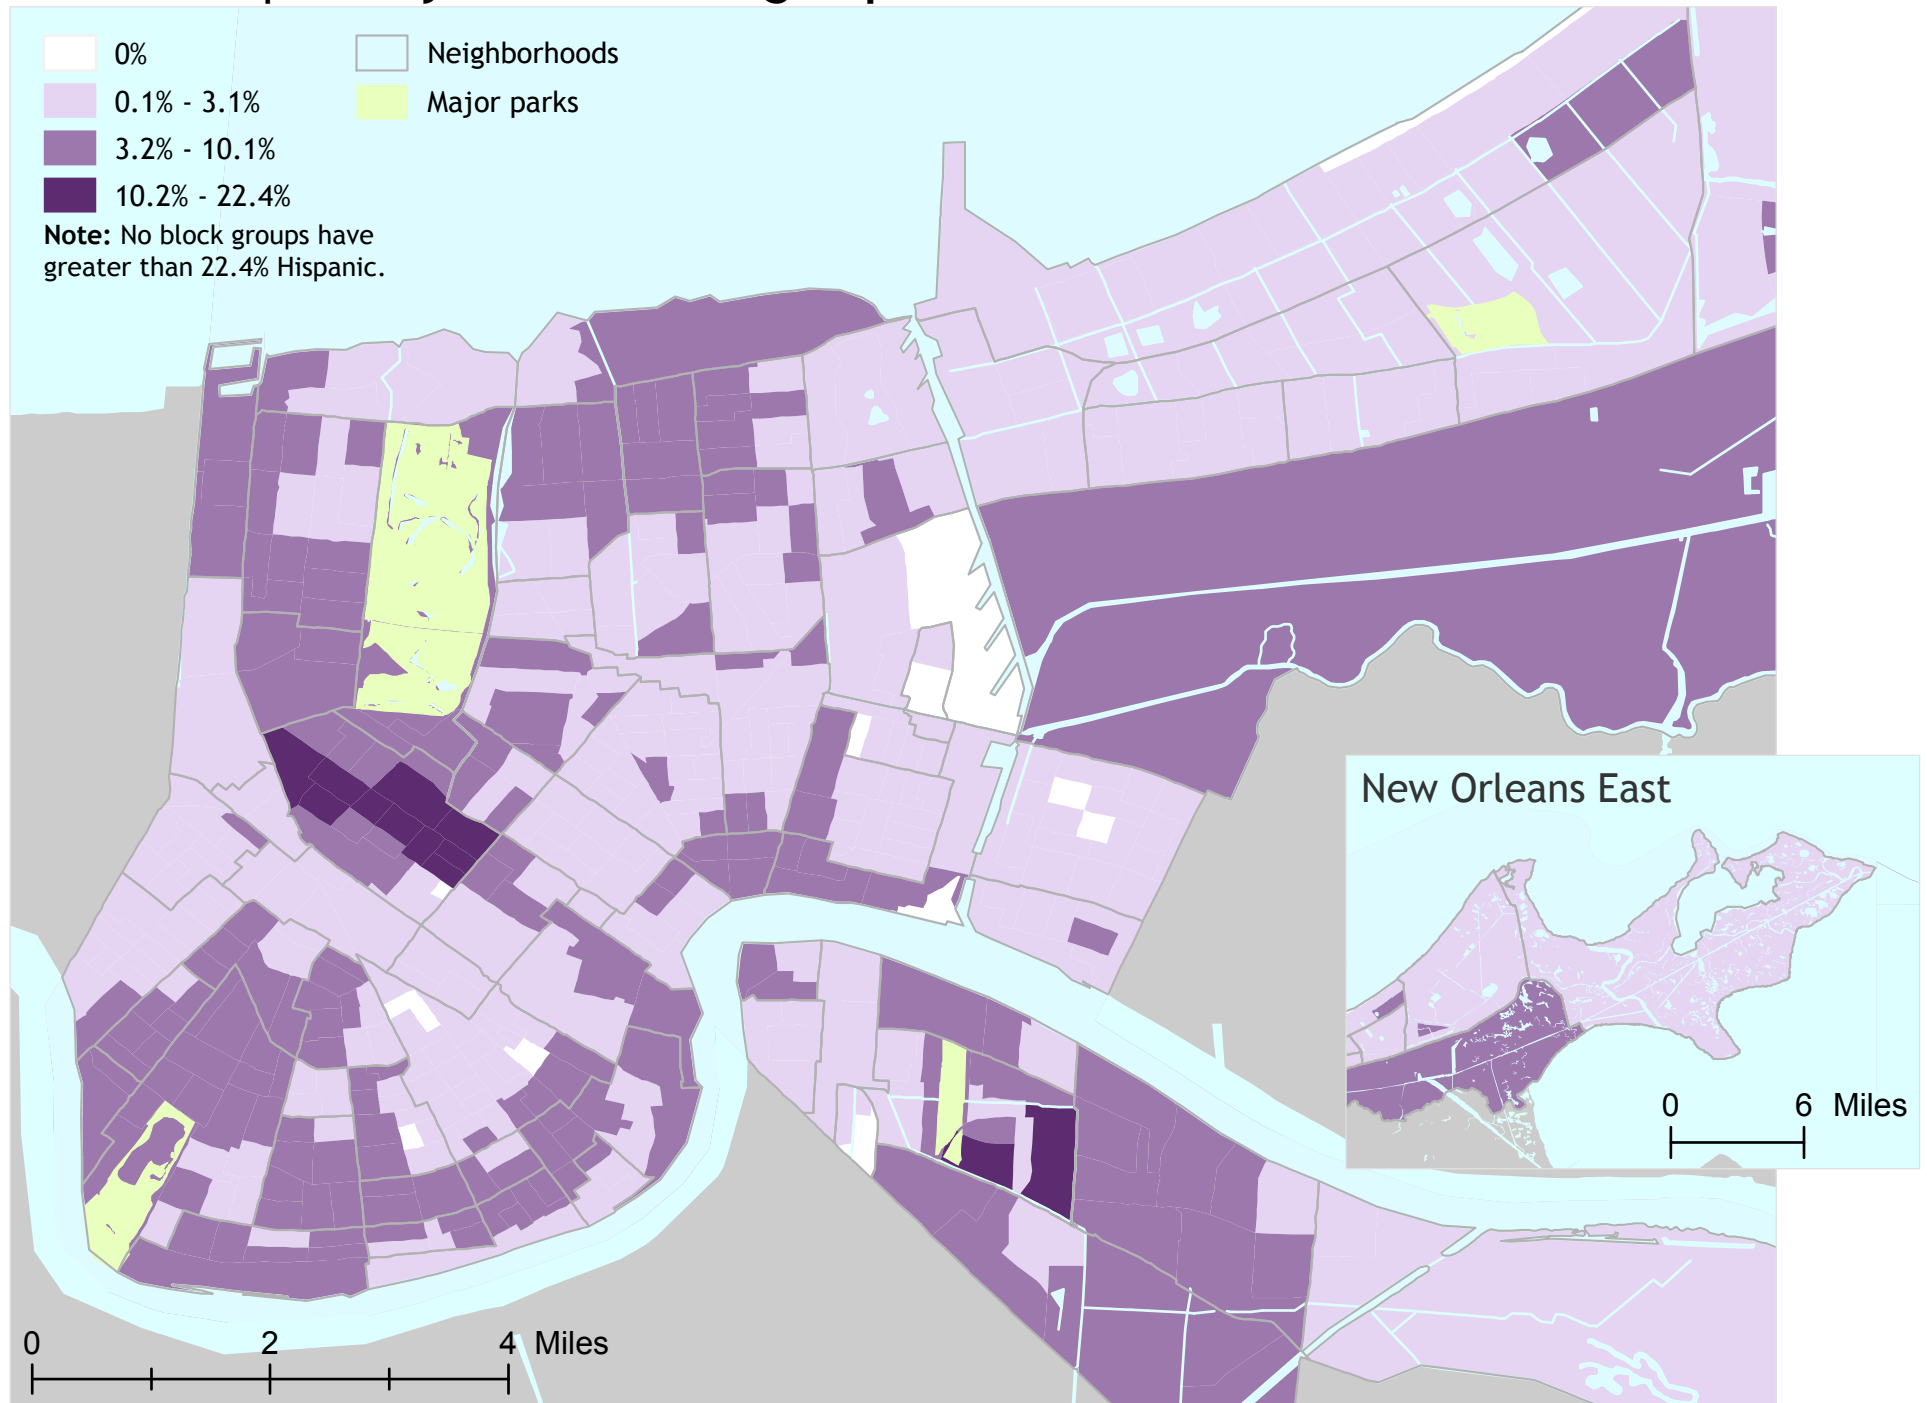 0%
0.1% - 3.1%
3.2% - 10.1%
10.2% - 22.4%
Neighborhoods
Major parks
Note: No block groups have
greater than 22.4% Hispanic.
New Orleans East
0 6 Miles
0 2 4 Miles